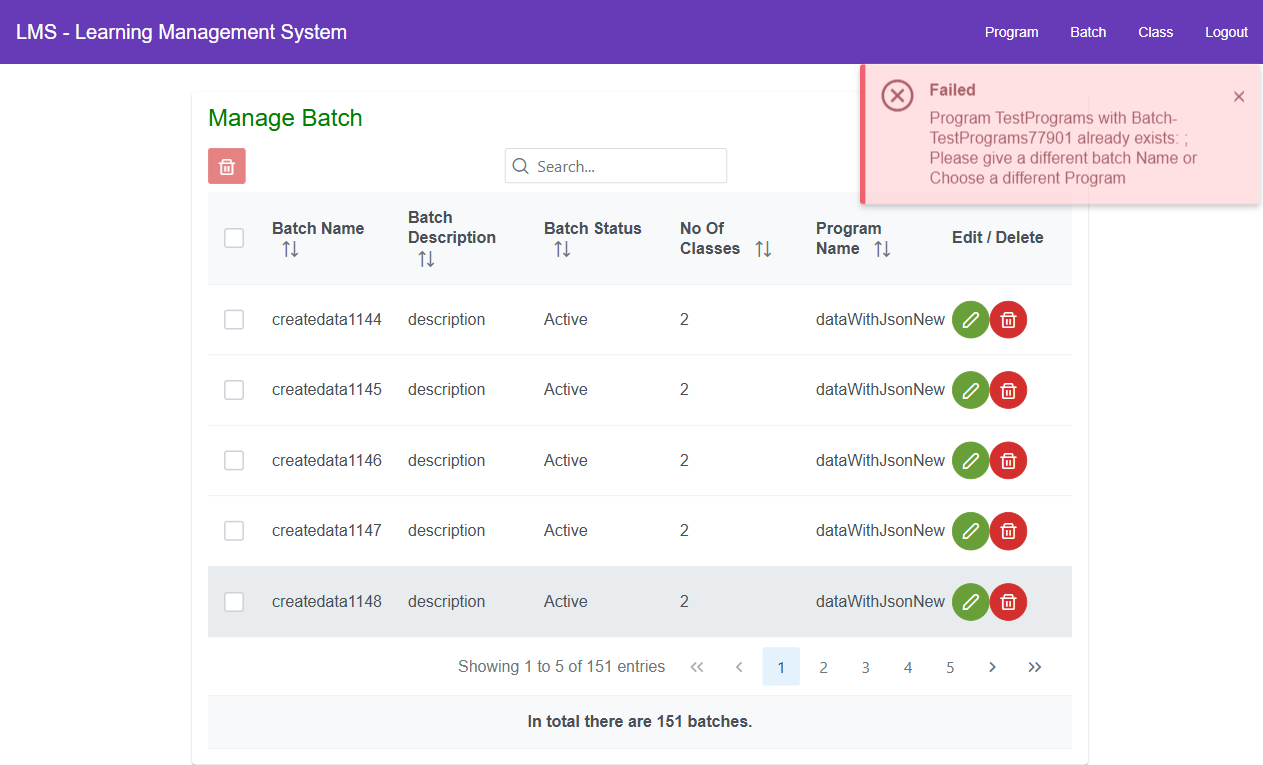 LMS - Learning Management System
Program
Batch
Class
Logout
Failed
Program TestPrograms with Batch-
TestPrograms77901 already exists: ;
Please give a different batch Name or
Choose a different Program
Manage Batch
Search...
Batch Name
Batch
Description
Batch Status
No Of
Classes
Program
Name
Edit / Delete
createdata1144 description Active 2 dataWithJsonNew
createdata1145 description Active 2 dataWithJsonNew
createdata1146 description Active 2 dataWithJsonNew
createdata1147 description Active 2 dataWithJsonNew
createdata1148 description Active 2 dataWithJsonNew
Showing 1 to 5 of 151 entries << < 1 2 3 4 5 > >>
In total there are 151 batches.